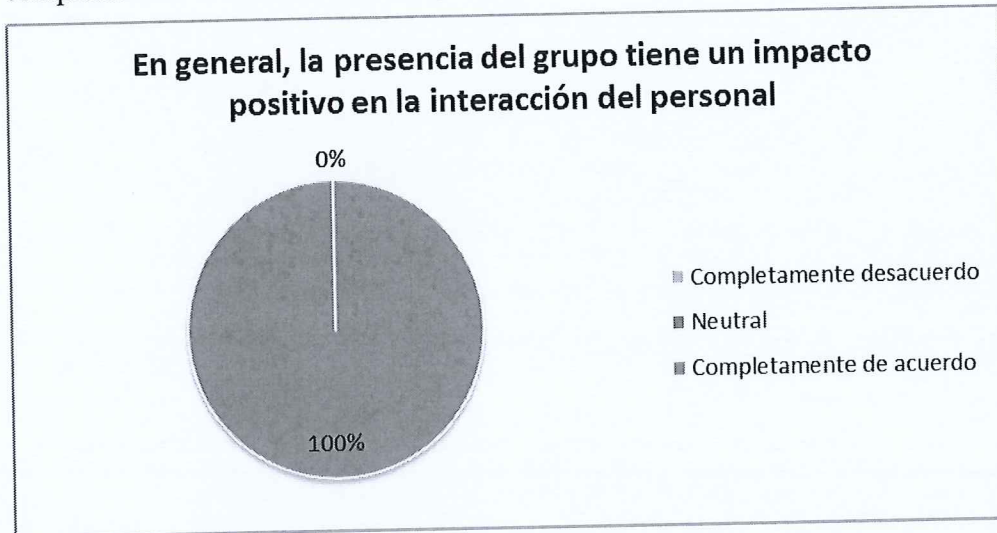 En general, la presencia del grupo tiene un impacto
positivo en la interacción del personal
0%
100%
Completamente desacuerdo
Neutral
Completamente de acuerdo